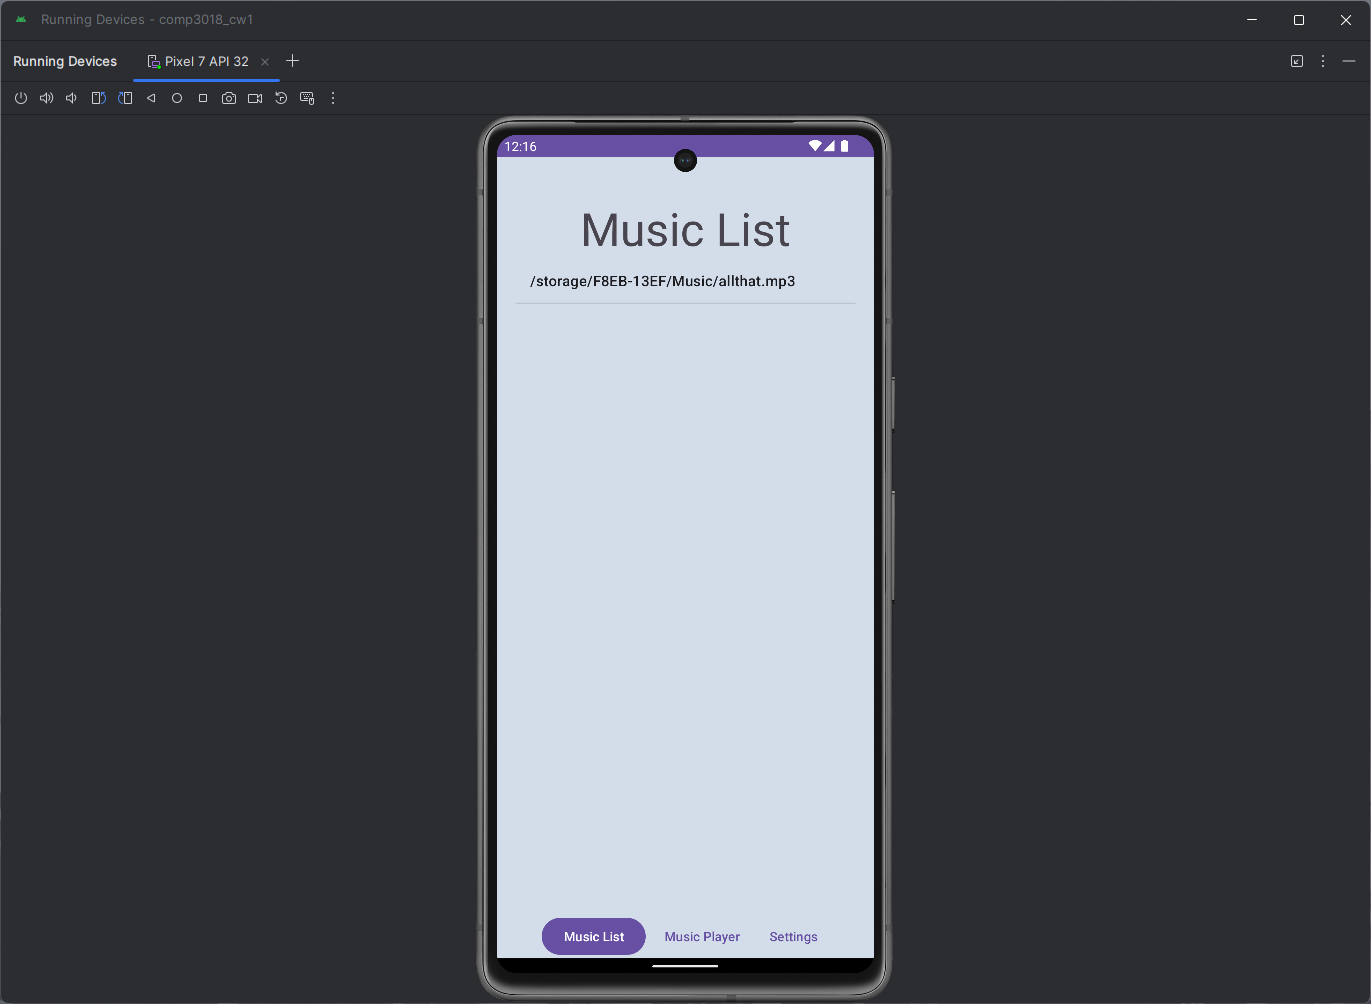 Running Devices - comp3018_cw1
Running Devices
Pixel 7 API 32
12:16
Music List
/storage/F8EB-13EF/Music/allthat.mp3
Music List
Music Player
Settings